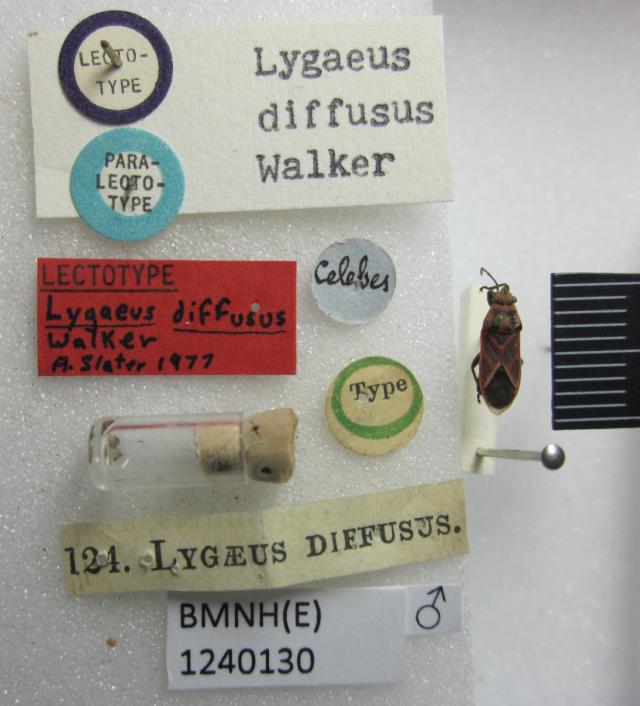 LECTO-
TYPE
Lygaeus
diffusus
Walker
PARA-
LECTO-
TYPE
LECTOTYPE
Lygaeus diffusus
Walker
A. Slater 1977
Celebes
Type
124. LYGÆUS DIFFUSUS.
BMNH(E)
1240130
♂